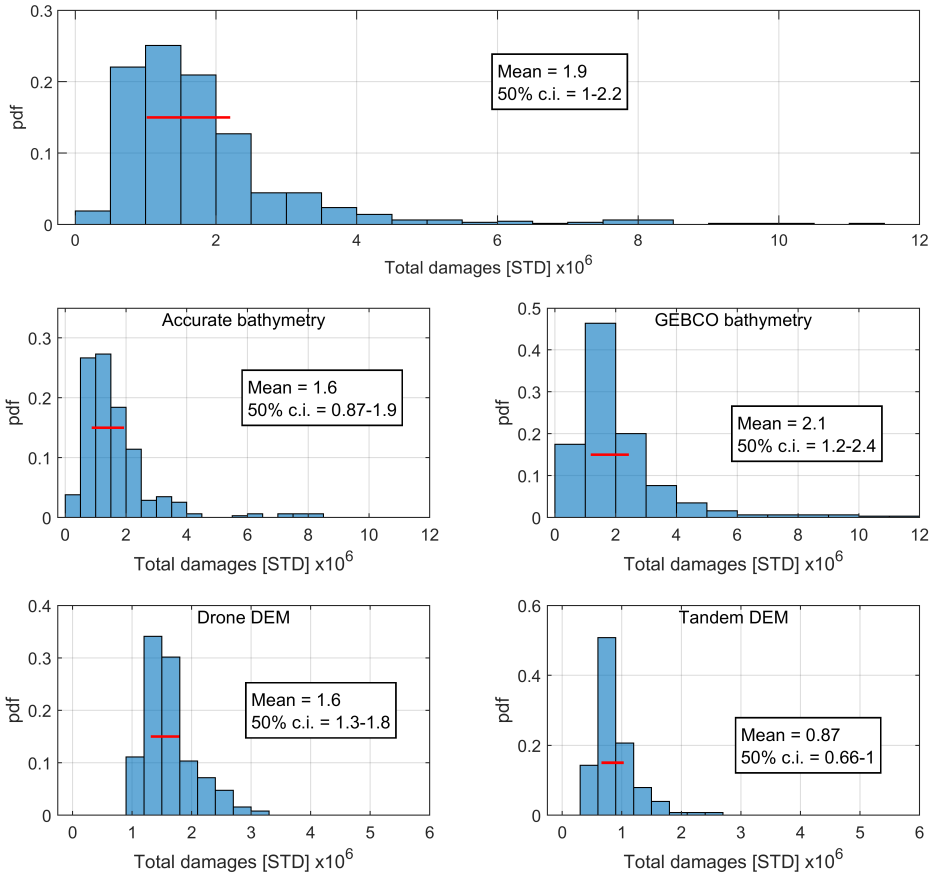 0.3
0.2
0.1
0
pdf
Mean = 1.9
50% c.i. = 1-2.2
0 2 4 6 8 10 12
Total damages [STD] x10^6
Accurate bathymetry
0.3
0.2
0.1
0
pdf
Mean = 1.6
50% c.i. = 0.87-1.9
0 2 4 6 8 10 12
Total damages [STD] x10^6
GEBCO bathymetry
0.5
0.4
0.3
0.2
0.1
0
pdf
Mean = 2.1
50% c.i. = 1.2-2.4
0 2 4 6 8 10 12
Total damages [STD] x10^6
Drone DEM
0.4
0.3
0.2
0.1
0
pdf
Mean = 1.6
50% c.i. = 1.3-1.8
0 1 2 3 4 5 6
Total damages [STD] x10^6
Tandem DEM
0.6
0.4
0.2
0
pdf
Mean = 0.87
50% c.i. = 0.66-1
0 1 2 3 4 5 6
Total damages [STD] x10^6